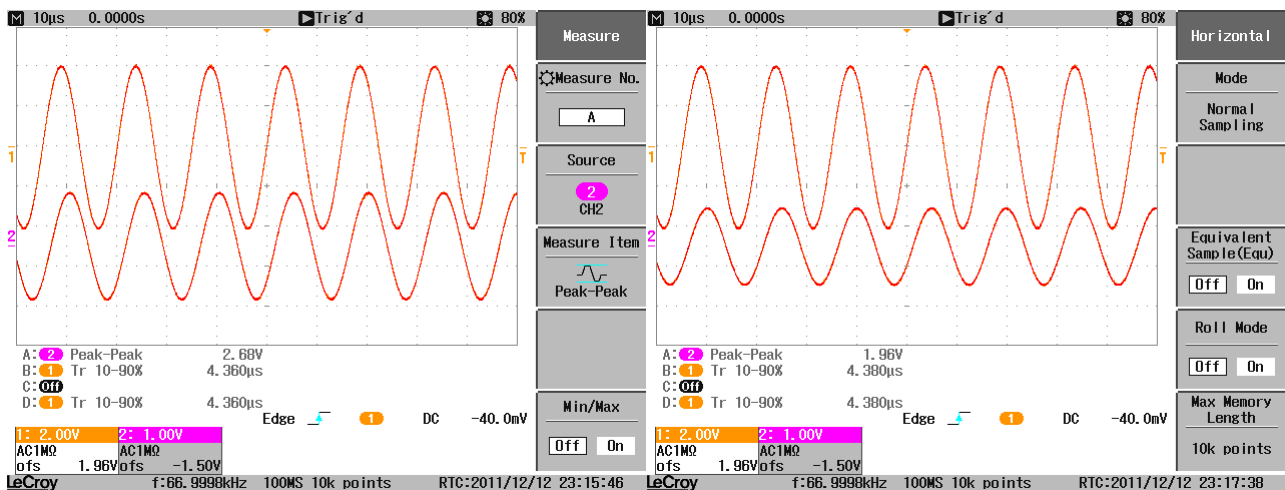 M 10μs 0.0000s Trig´d 80%
Measure
Measure No.
A
Source
2
CH2
Measure Item
Peak-Peak
Min/Max
Off On
1
T
2
A: 2 Peak-Peak 2.68V
B: 1 Tr 10-90% 4.360μs
C: Off
D: 1 Tr 10-90% 4.360μs
Edge 1 DC -40.0mV
1: 2.00V 2: 1.00V
AC1MΩ AC1MΩ
ofs 1.96V ofs -1.50V
LeCroy f:66.9998kHz 100MS 10k points RTC:2011/12/12 23:15:46
M 10μs 0.0000s Trig´d 80%
Horizontal
Mode
Normal
Sampling
Equivalent
Sample(Equ)
Off On
Roll Mode
Off On
Max Memory
Length
10k points
1
T
2
A: 2 Peak-Peak 1.96V
B: 1 Tr 10-90% 4.380μs
C: Off
D: 1 Tr 10-90% 4.380μs
Edge 1 DC -40.0mV
1: 2.00V 2: 1.00V
AC1MΩ AC1MΩ
ofs 1.96V ofs -1.50V
LeCroy f:66.9998kHz 100MS 10k points RTC:2011/12/12 23:17:38